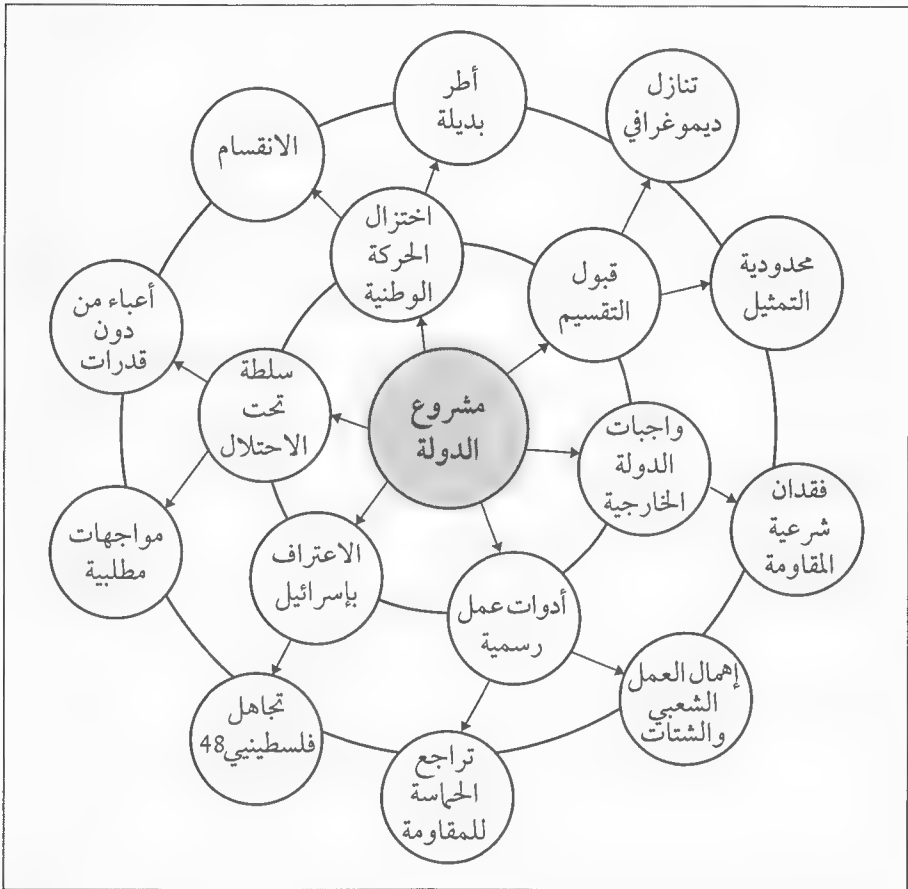 أطر
بديلة
تنازل
ديموغرافي
الانقسام
اختزال
الحركة
الوطنية
قبول
التقسيم
محدودية
التمثيل
أعباء من
دون
قدرات
سلطة
تحت
الاحتلال
مشروع
الدولة
واجبات
الدولة
الخارجية
فقدان
شرعية
المقاومة
مواجهات
مطلبية
الاعتراف
بإسرائيل
أدوات عمل
رسمية
إهمال العمل
الشعبي
والشتات
تجاهل
فلسطينيي48
تراجع
الحماسة
للمقاومة